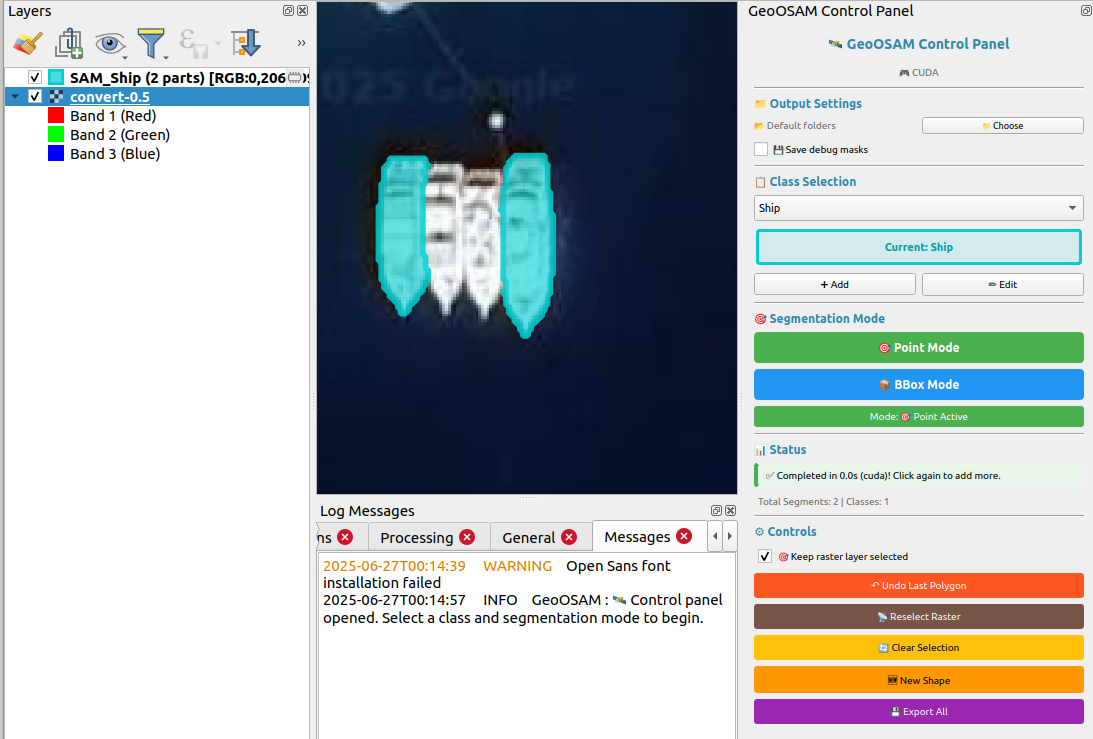 Layers
SAM_Ship (2 parts) [RGB:0,206
convert-0.5
Band 1 (Red)
Band 2 (Green)
Band 3 (Blue)
2025 Google
Log Messages
ns
Processing
General
Messages
2025-06-27T00:14:39 WARNING Open Sans font
installation failed
2025-06-27T00:14:57 INFO GeoOSAM : Control panel
opened. Select a class and segmentation mode to begin.
GeoOSAM Control Panel
GeoOSAM Control Panel
CUDA
Output Settings
Default folders
Choose
Save debug masks
Class Selection
Ship
Current: Ship
+ Add
Edit
Segmentation Mode
Point Mode
BBox Mode
Mode: Point Active
Status
Completed in 0.0s (cuda)! Click again to add more.
Total Segments: 2 | Classes: 1
Controls
Keep raster layer selected
Undo Last Polygon
Reselect Raster
Clear Selection
New Shape
Export All